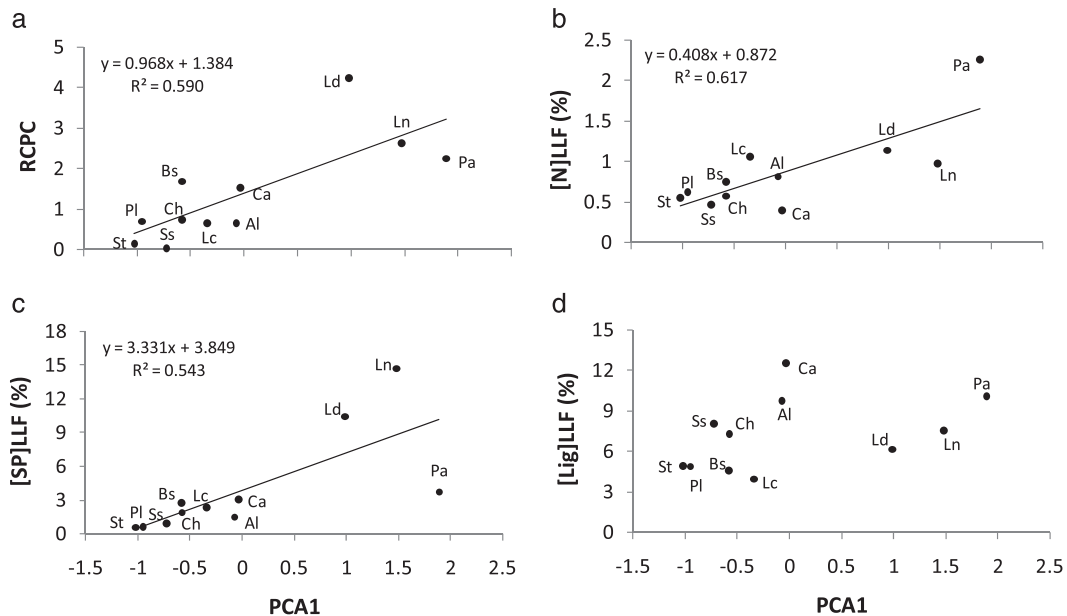 a
5
4
3
2
1
0
RCPC
y = 0.968x + 1.384
R² = 0.590
Ld
Ln
Pa
Bs
Ca
Pl
Ch
Al
St
Ss
Lc
b
2.5
2
1.5
1
0.5
0
[N]LLF (%)
y = 0.408x + 0.872
R² = 0.617
Pa
Ld
Lc
Al
Ln
Pl
Bs
St
Ss
Ch
Ca
c
18
15
12
9
6
3
0
[SP]LLF (%)
y = 3.331x + 3.849
R² = 0.543
Ln
Ld
Pa
Bs
Lc
Ca
Pl
Ss
St
Ch
Al
-1.5
-1
-0.5
0
0.5
1
1.5
2
2.5
PCA1
d
15
12
9
6
3
0
[Lig]LLF (%)
Ca
Pa
Al
Ss
Ch
Ld
Ln
St
Bs
Pl
Lc
-1.5
-1
-0.5
0
0.5
1
1.5
2
2.5
PCA1